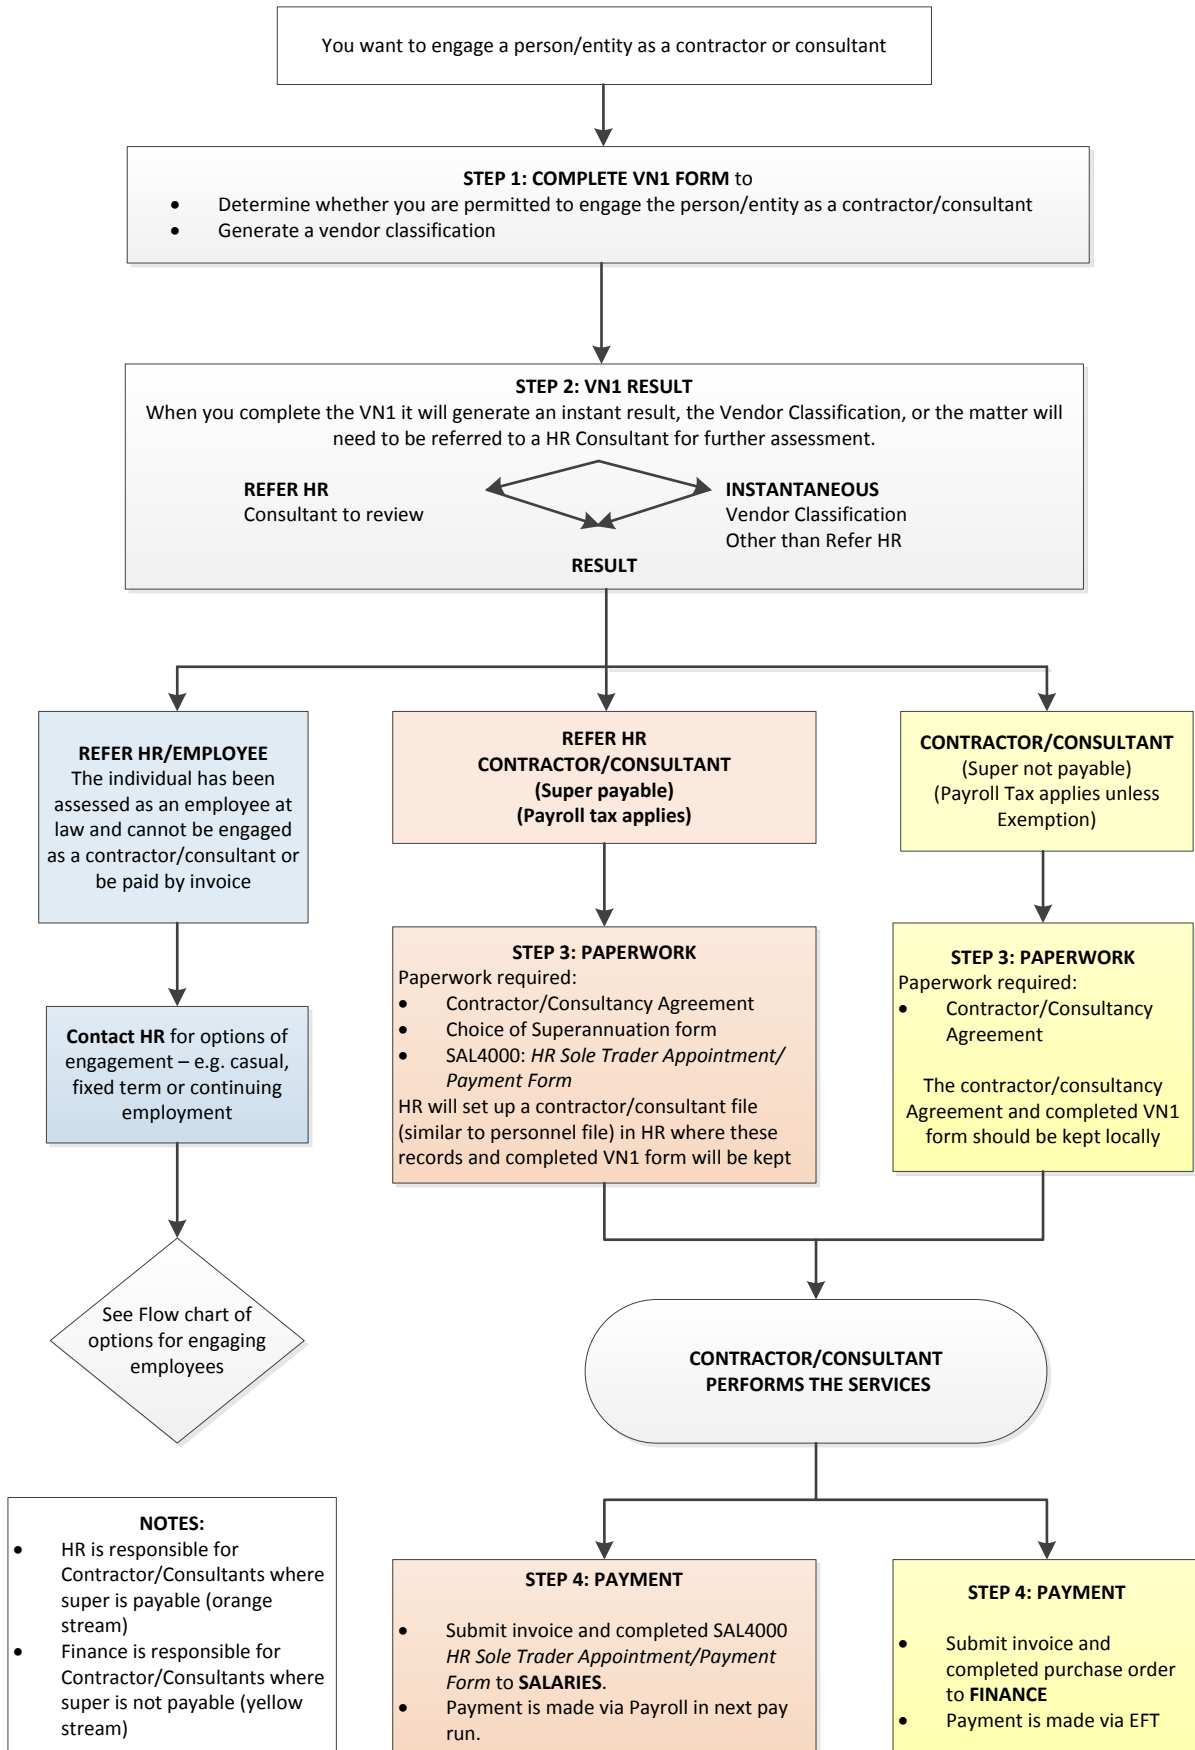 You want to engage a person/entity as a contractor or consultant
STEP 1: COMPLETE VN1 FORM to
• Determine whether you are permitted to engage the person/entity as a contractor/consultant
• Generate a vendor classification
STEP 2: VN1 RESULT
When you complete the VN1 it will generate an instant result, the Vendor Classification, or the matter will
need to be referred to a HR Consultant for further assessment.
REFER HR
Consultant to review
INSTANTANEOUS
Vendor Classification
Other than Refer HR
RESULT
REFER HR/EMPLOYEE
The individual has been
assessed as an employee at
law and cannot be engaged
as a contractor/consultant or
be paid by invoice
REFER HR
CONTRACTOR/CONSULTANT
(Super payable)
(Payroll tax applies)
CONTRACTOR/CONSULTANT
(Super not payable)
(Payroll Tax applies unless
Exemption)
Contact HR for options of
engagement – e.g. casual,
fixed term or continuing
employment
STEP 3: PAPERWORK
Paperwork required:
• Contractor/Consultancy Agreement
• Choice of Superannuation form
• SAL4000: HR Sole Trader Appointment/
Payment Form
HR will set up a contractor/consultant file
(similar to personnel file) in HR where these
records and completed VN1 form will be kept
STEP 3: PAPERWORK
Paperwork required:
• Contractor/Consultancy
Agreement
The contractor/consultancy
Agreement and completed VN1
form should be kept locally
See Flow chart of
options for engaging
employees
CONTRACTOR/CONSULTANT
PERFORMS THE SERVICES
NOTES:
• HR is responsible for
Contractor/Consultants where
super is payable (orange
stream)
• Finance is responsible for
Contractor/Consultants where
super is not payable (yellow
stream)
STEP 4: PAYMENT
• Submit invoice and completed SAL4000
HR Sole Trader Appointment/Payment
Form to SALARIES.
• Payment is made via Payroll in next pay
run.
STEP 4: PAYMENT
• Submit invoice and
completed purchase order
to FINANCE
• Payment is made via EFT